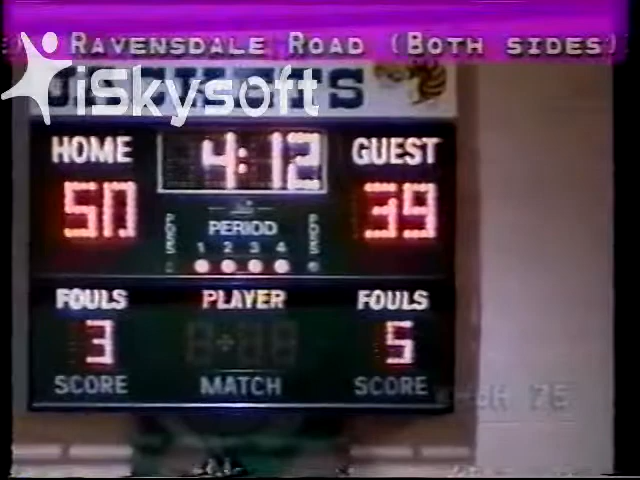 ) Ravensdale Road (Both sides)
iSkysoft
HOME 4:12 GUEST
50 39
PERIOD
1 2 3 4
FOULS PLAYER FOULS
3 5
SCORE MATCH SCORE